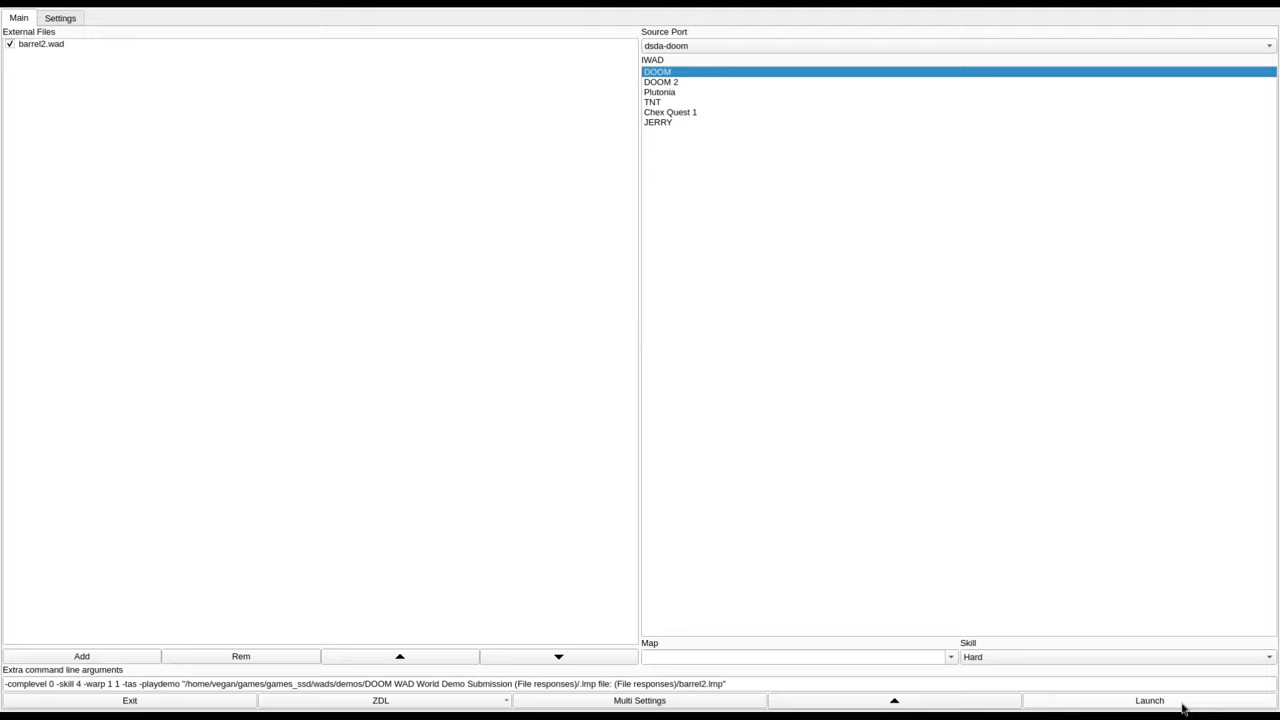 Main Settings
External Files
barrel2.wad
Source Port
dsda-doom
IWAD
DOOM
DOOM 2
Plutonia
TNT
Chex Quest 1
JERRY
Map Skill
Hard
Add Rem
Extra command line arguments
-complevel 0 -skill 4 -warp 1 1 -tas -playdemo "/home/vegan/games/games_ssd/wads/demos/DOOM WAD World Demo Submission (File responses)/.lmp file: (File responses)/barrel2.lmp"
Exit ZDL Multi Settings Launch